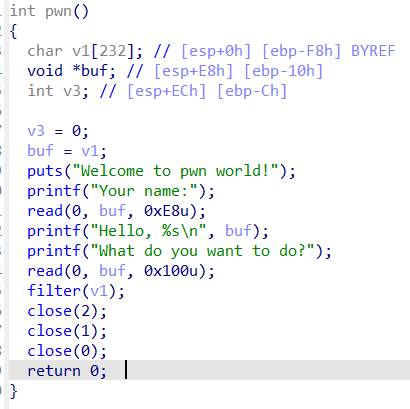 int pwn()
{
char v1[232]; // [esp+0h] [ebp-F8h] BYREF
void *buf; // [esp+E8h] [ebp-10h]
int v3; // [esp+ECh] [ebp-Ch]
v3 = 0;
buf = v1;
puts("Welcome to pwn world!");
printf("Your name:");
read(0, buf, 0xE8u);
printf("Hello, %s\n", buf);
printf("What do you want to do?");
read(0, buf, 0x100u);
filter(v1);
close(2);
close(1);
close(0);
return 0;
}